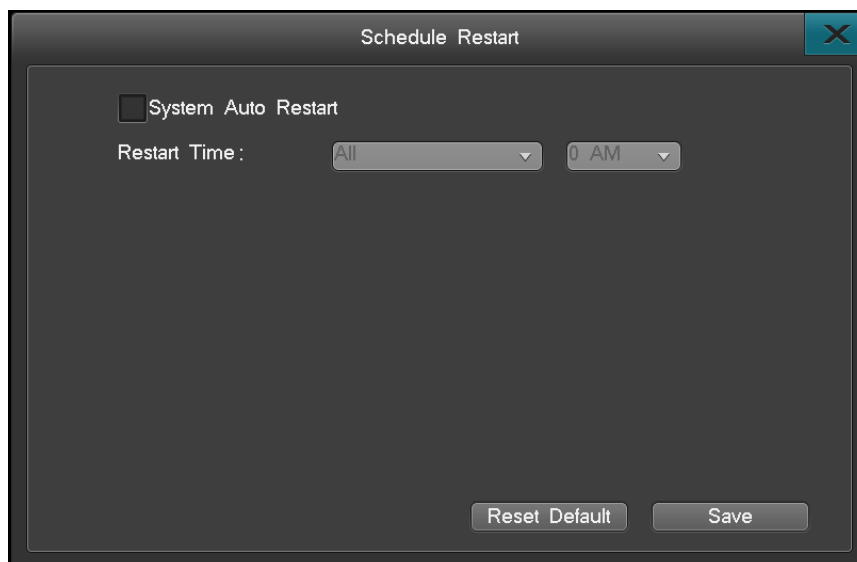 Schedule Restart
System Auto Restart
Restart Time: All 0 AM
Reset Default Save